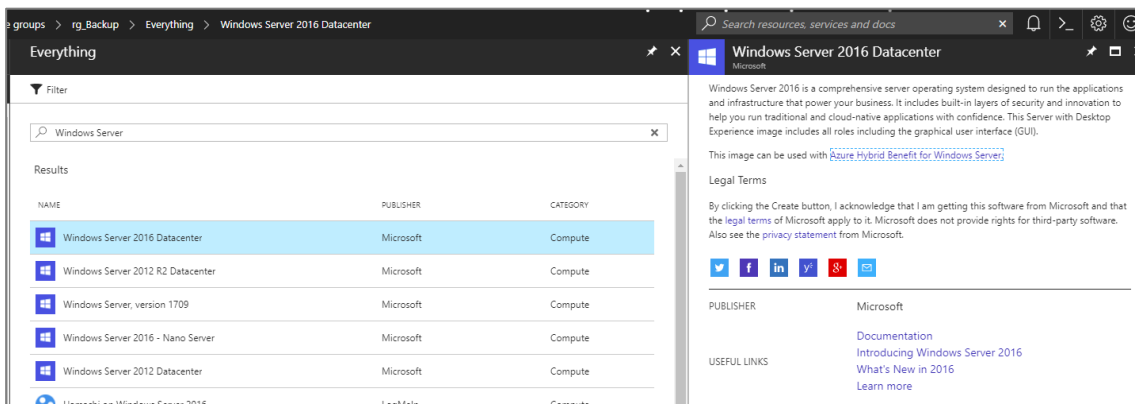 e groups > rg_Backup > Everything > Windows Server 2016 Datacenter
Search resources, services and docs
Everything
Filter
Windows Server
Results
NAME PUBLISHER CATEGORY
Windows Server 2016 Datacenter Microsoft Compute
Windows Server 2012 R2 Datacenter Microsoft Compute
Windows Server, version 1709 Microsoft Compute
Windows Server 2016 - Nano Server Microsoft Compute
Windows Server 2012 Datacenter Microsoft Compute
Hamachi on Windows Server 2016 LogMeIn Compute
Windows Server 2016 Datacenter
Microsoft
Windows Server 2016 is a comprehensive server operating system designed to run the applications
and infrastructure that power your business. It includes built-in layers of security and innovation to
help you run traditional and cloud-native applications with confidence. This Server with Desktop
Experience image includes all roles including the graphical user interface (GUI).
This image can be used with Azure Hybrid Benefit for Windows Server.
Legal Terms
By clicking the Create button, I acknowledge that I am getting this software from Microsoft and that
the legal terms of Microsoft apply to it. Microsoft does not provide rights for third-party software.
Also see the privacy statement from Microsoft.
PUBLISHER Microsoft
USEFUL LINKS
Documentation
Introducing Windows Server 2016
What's New in 2016
Learn more